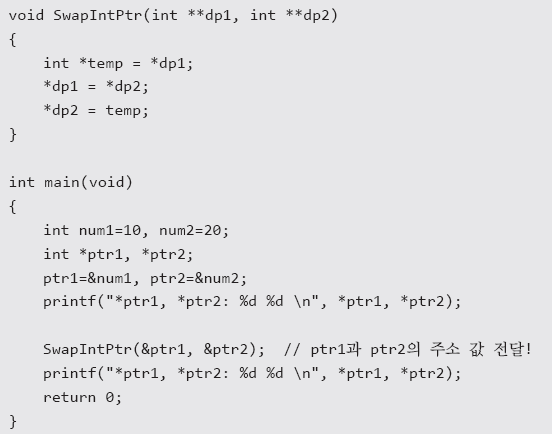 void SwapIntPtr(int **dp1, int **dp2)
{
    int *temp = *dp1;
    *dp1 = *dp2;
    *dp2 = temp;
}

int main(void)
{
    int num1=10, num2=20;
    int *ptr1, *ptr2;
    ptr1=&num1, ptr2=&num2;
    printf("*ptr1, *ptr2: %d %d \n", *ptr1, *ptr2);

    SwapIntPtr(&ptr1, &ptr2);  // ptr1과 ptr2의 주소 값 전달!
    printf("*ptr1, *ptr2: %d %d \n", *ptr1, *ptr2);
    return 0;
}